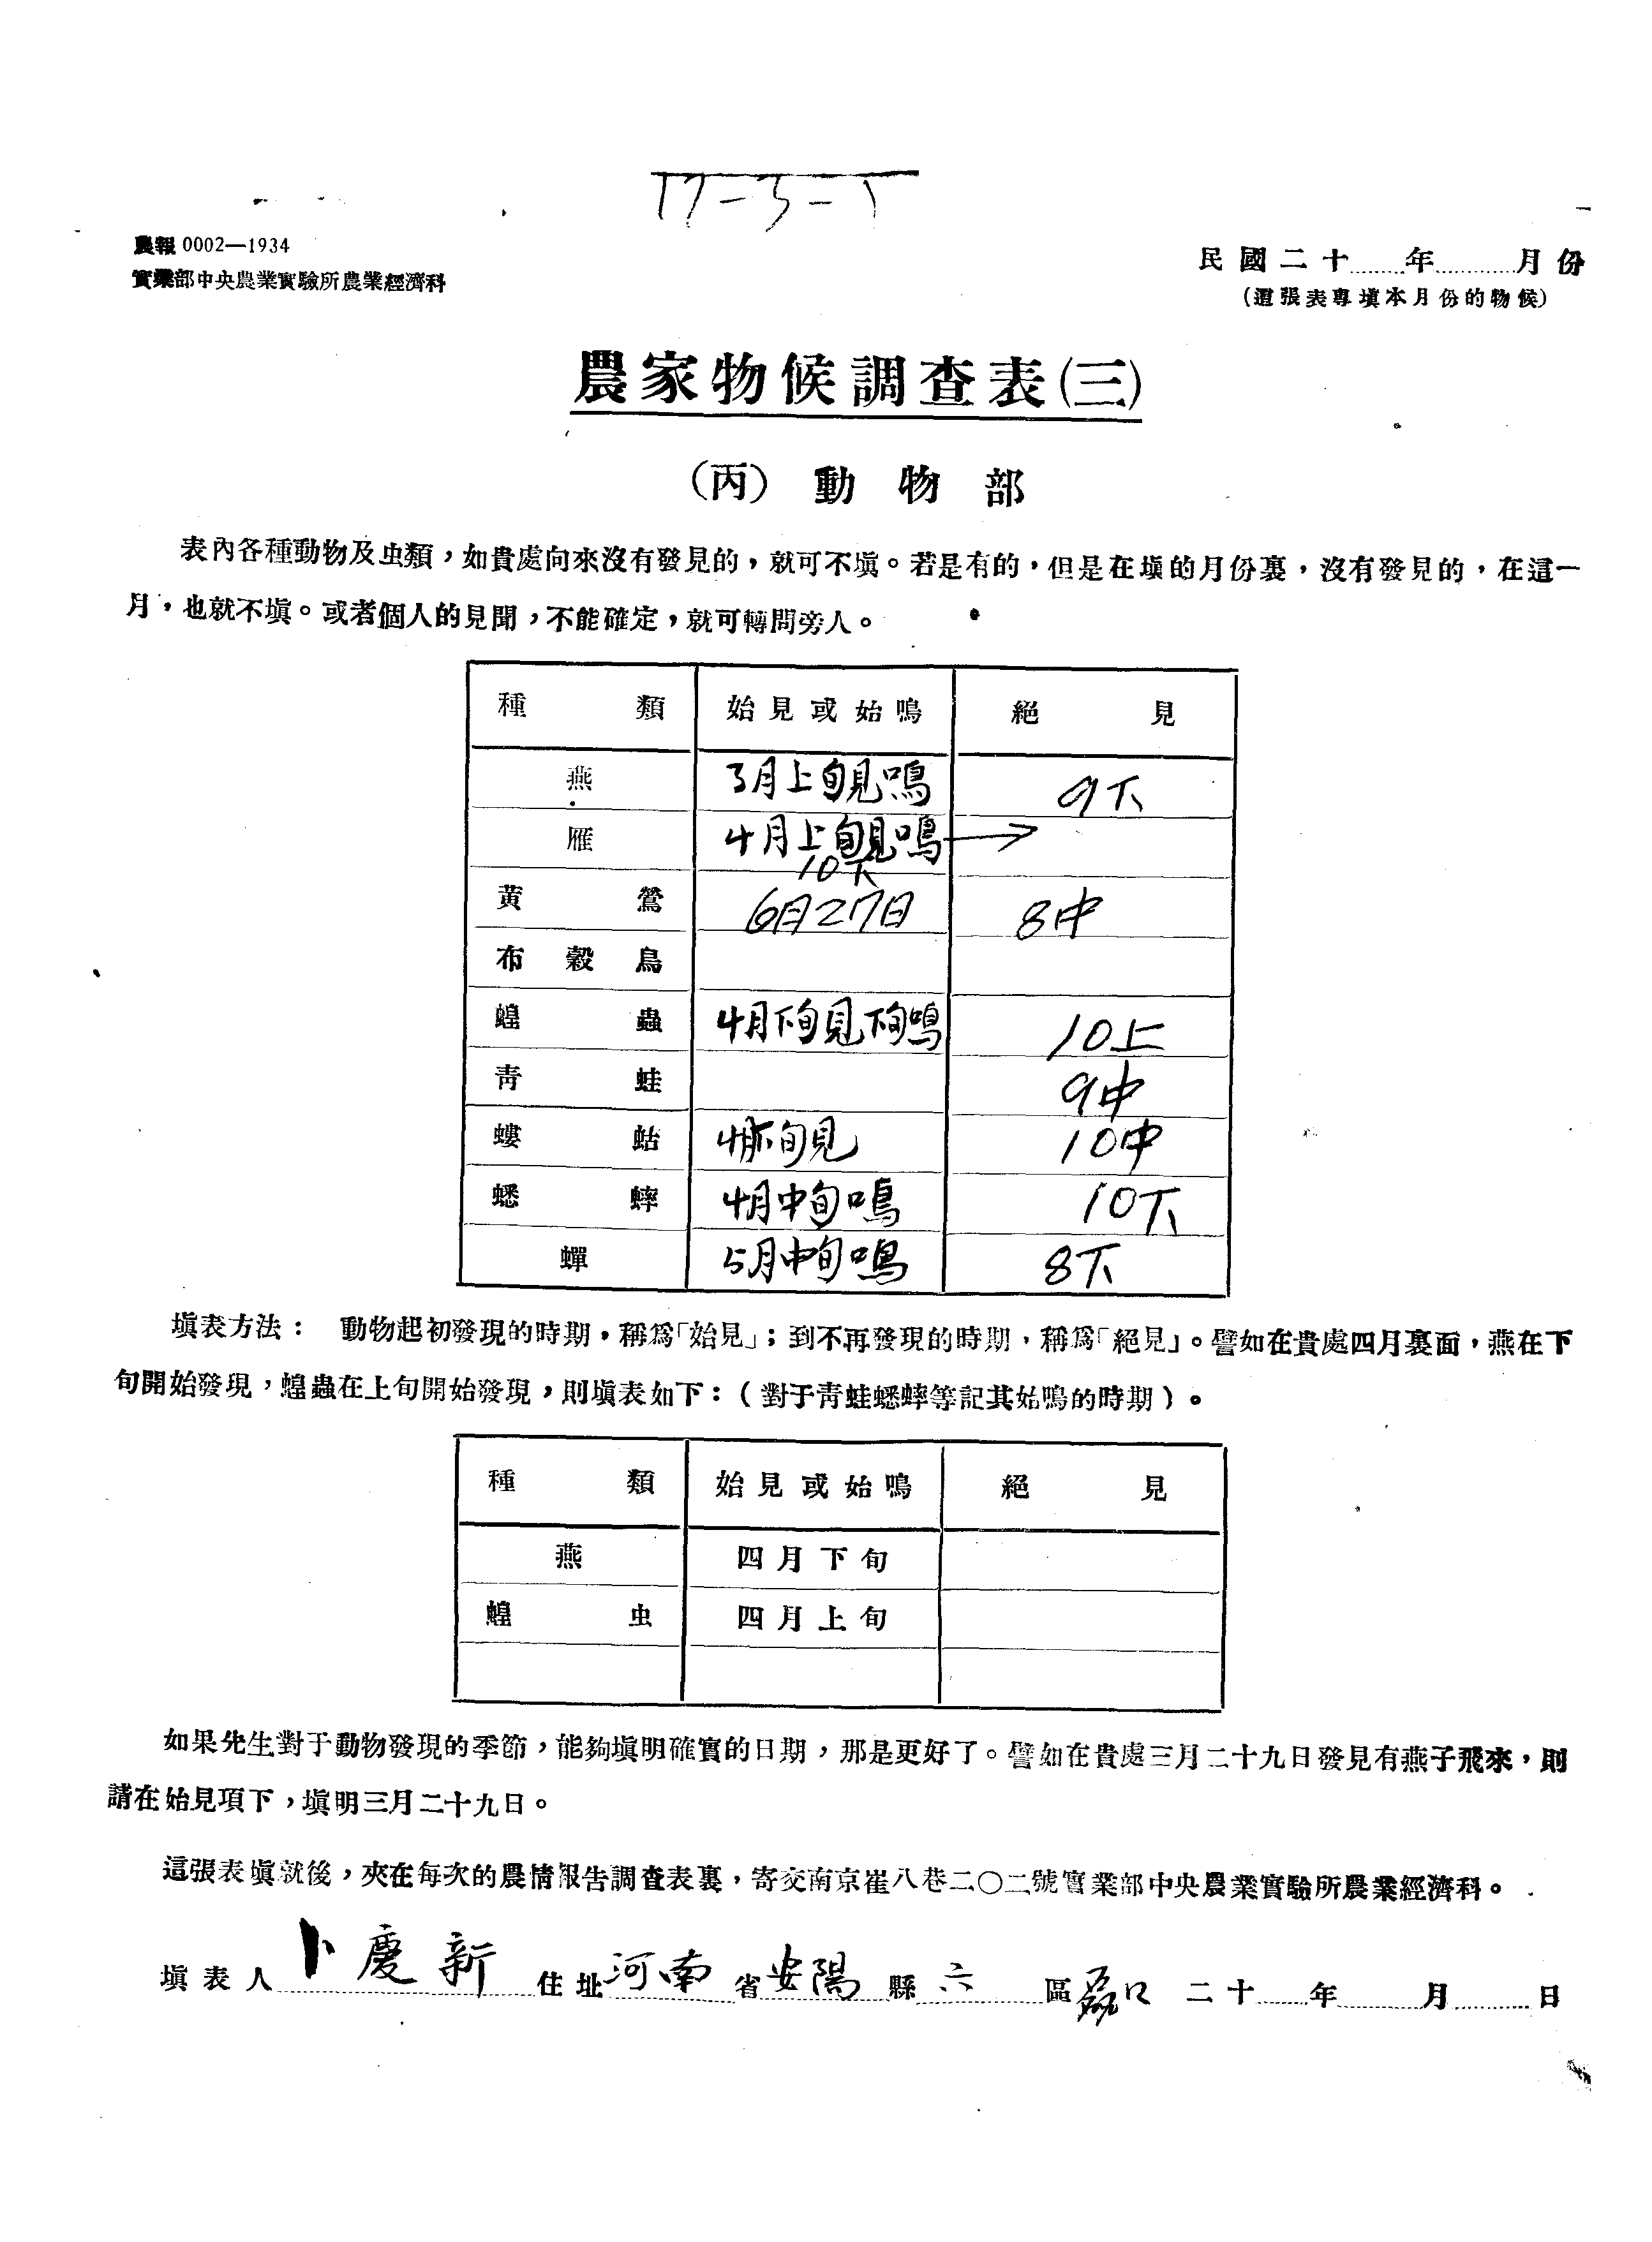 農報 0002—1934
實業部中央農業實驗所農業經濟科
民國二十 年 月份
(這張表專塡本月份的物候)
農家物候調查表(三)
(丙) 動物部
表內各種動物及虫類，如貴處向來沒有發見的，就可不塡。若是有的，但是在塡的月份裏，沒有發見的，在這一
月，也就不塡。或者個人的見聞，不能確定，就可轉問旁人。
種類 始見或始鳴 絕見
燕 3月上旬見鳴 9下
雁 4月上旬見鳴 →
10下
黃鶯 6月27日 8中
布穀鳥
蝗蟲 4月下旬見下旬鳴 10上
靑蛙 9中
螻蛄 4月下旬見 10中
蟋蟀 4月中旬鳴 10下
蟬 5月中旬鳴 8下
塡表方法： 動物起初發現的時期，稱爲「始見」；到不再發現的時期，稱爲「絕見」。譬如在貴處四月裏面，燕在下
旬開始發現，蝗蟲在上旬開始發現，則塡表如下：（對于靑蛙蟋蟀等記其始鳴的時期）。
種類 始見或始鳴 絕見
燕 四月下旬
蝗虫 四月上旬
如果先生對于動物發現的季節，能夠塡明確實的日期，那是更好了。譬如在貴處三月二十九日發見有燕子飛來，則
請在始見項下，塡明三月二十九日。
這張表塡就後，夾在每次的農情報告調查表裏，寄交南京崔八巷二〇二號實業部中央農業實驗所農業經濟科。
塡表人 卜慶新 住址 河南 省 安陽 縣 六 區 口 二十 年 月 日